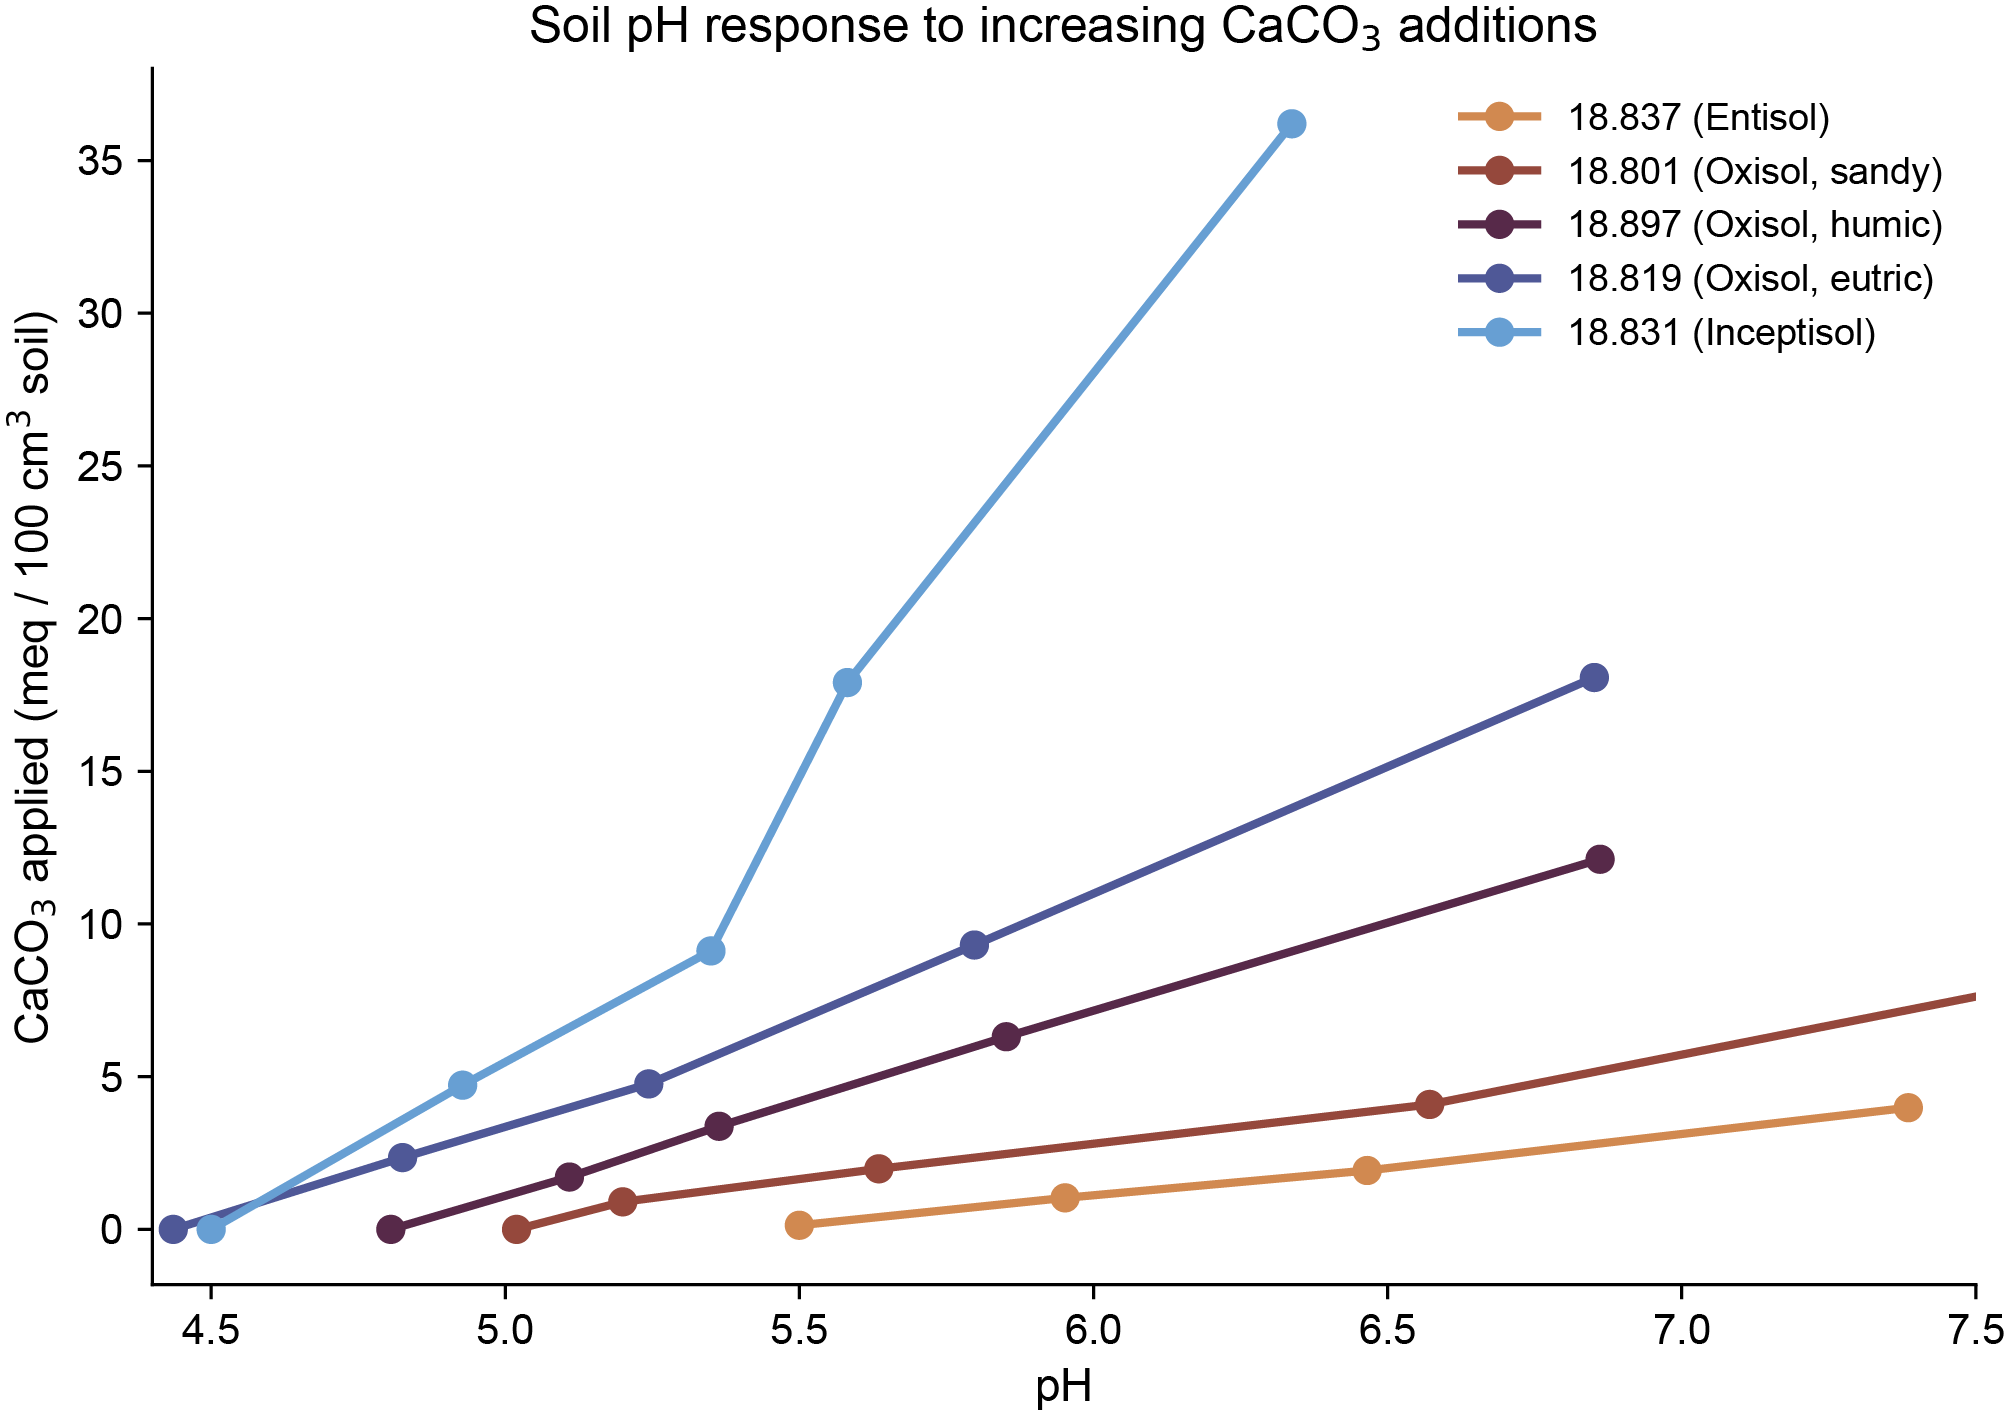 Soil pH response to increasing CaCO₃ additions
18.837 (Entisol)
18.801 (Oxisol, sandy)
18.897 (Oxisol, humic)
18.819 (Oxisol, eutric)
18.831 (Inceptisol)
CaCO₃ applied (meq / 100 cm³ soil)
35
30
25
20
15
10
5
0
4.5 5.0 5.5 6.0 6.5 7.0 7.5
pH